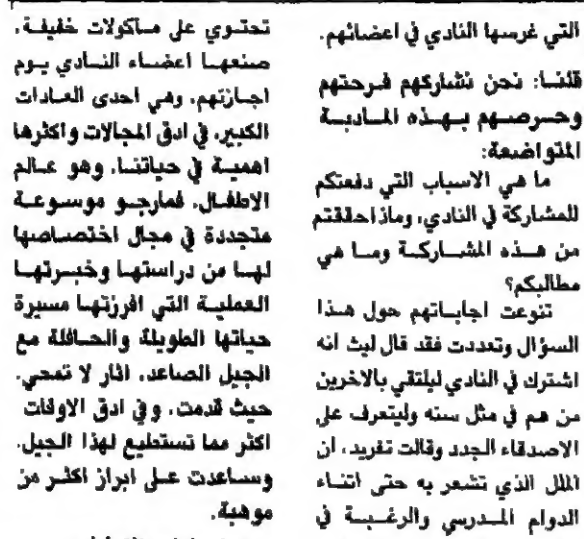 التي غرسها النادي في اعضائهم.
قلنا: نحن نشاركهم فرحتهم
وحرصهم بهذه المادبة
المتواضعة:
ما هي الاسباب التي دفعتكم
للمشاركة في النادي، وماذا حققتم
من هذه المشاركة وما هي
مطالبكم؟
تنوعت اجاباتهم حول هذا
السؤال وتعددت فقد قال ليث انه
اشترك في النادي ليلتقي بالاخرين
من هم في مثل سنه وليتعرف على
الاصدقاء الجدد وقالت تغريد، ان
الملل الذي تشعر به حتى اثناء
الدوام المدرسي والرغبة في
تحتوي على مأكولات خفيفة،
صنعها اعضاء النادي يوم
اجازتهم، وهي احدى العادات
الكبير، في ادق المجالات واكثرها
اهمية في حياتنا، وهو عالم
الاطفال، فمارجو موسوعة
متجددة في مجال اختصاصها
لها من دراستها وخبرتها
العملية التي افرزتها مسيرة
حياتها الطويلة والحافلة مع
الجيل الصاعد، اثار لا تمحي.
حيث قدمت، وفي ادق الاوقات
اكثر مما تستطيع لهذا الجيل.
وساعدت على ابراز اكثر من
موهبة.